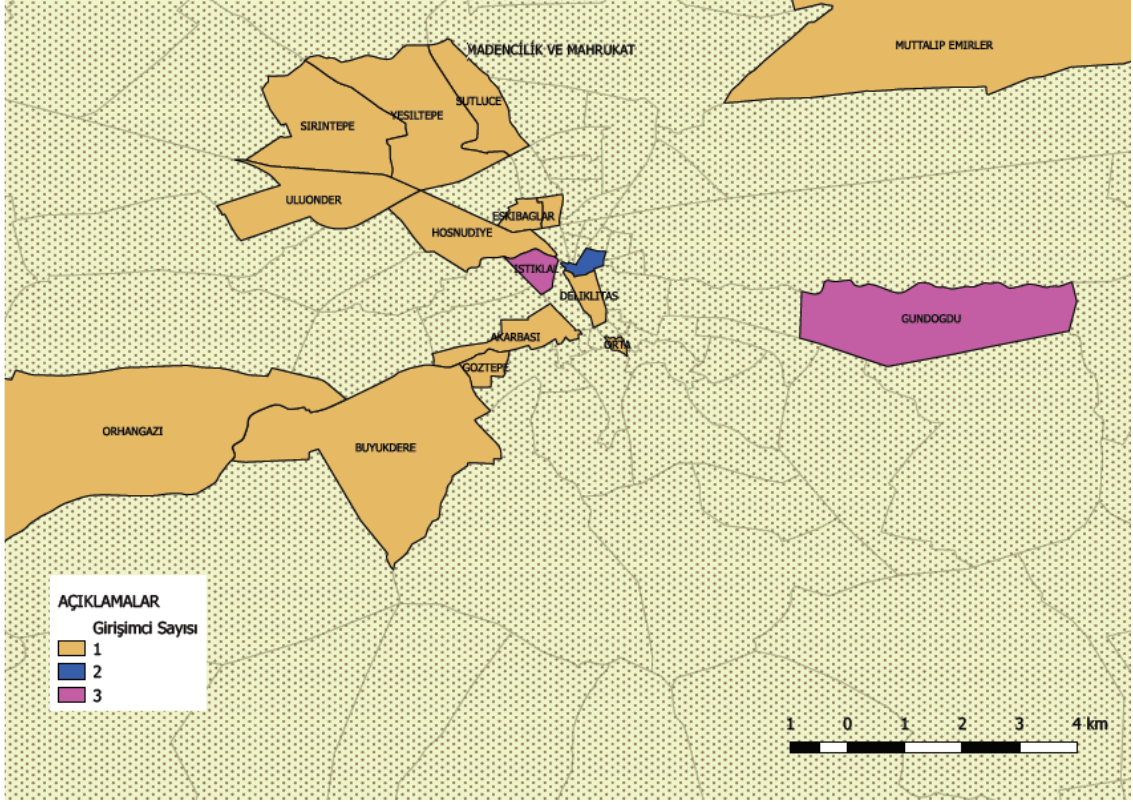 MADENCİLİK VE MAHRUKAT
MUTTALIP EMIRLER
SUTLUCE
YESILTEPE
SIRINTEPE
ULUONDER
ESKIBAGLAR
HOSNUDIYE
ISTIKLAL
DELIKLITAS
GUNDOGDU
AKARBASI
ORTA
GOZTEPE
ORHANGAZI
BUYUKDERE
AÇIKLAMALAR
Girişimci Sayısı
1
2
3
1 0 1 2 3 4 km